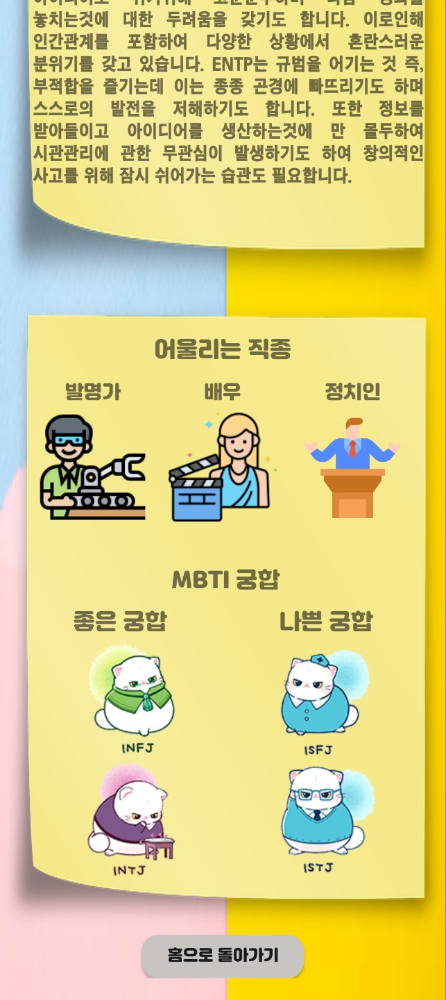 놓치는것에 대한 두려움을 갖기도 합니다. 이로인해
인간관계를 포함하여 다양한 상황에서 혼란스러운
분위기를 갖고 있습니다. ENTP는 규범을 어기는 것 즉,
부적합을 즐기는데 이는 종종 곤경에 빠뜨리기도 하며
스스로의 발전을 저해하기도 합니다. 또한 정보를
받아들이고 아이디어를 생산하는것에 만 몰두하여
시관관리에 관한 무관심이 발생하기도 하여 창의적인
사고를 위해 잠시 쉬어가는 습관도 필요합니다.
어울리는 직종
발명가 배우 정치인
MBTI 궁합
좋은 궁합 나쁜 궁합
INFJ ISFJ
INTJ ISTJ
홈으로 돌아가기